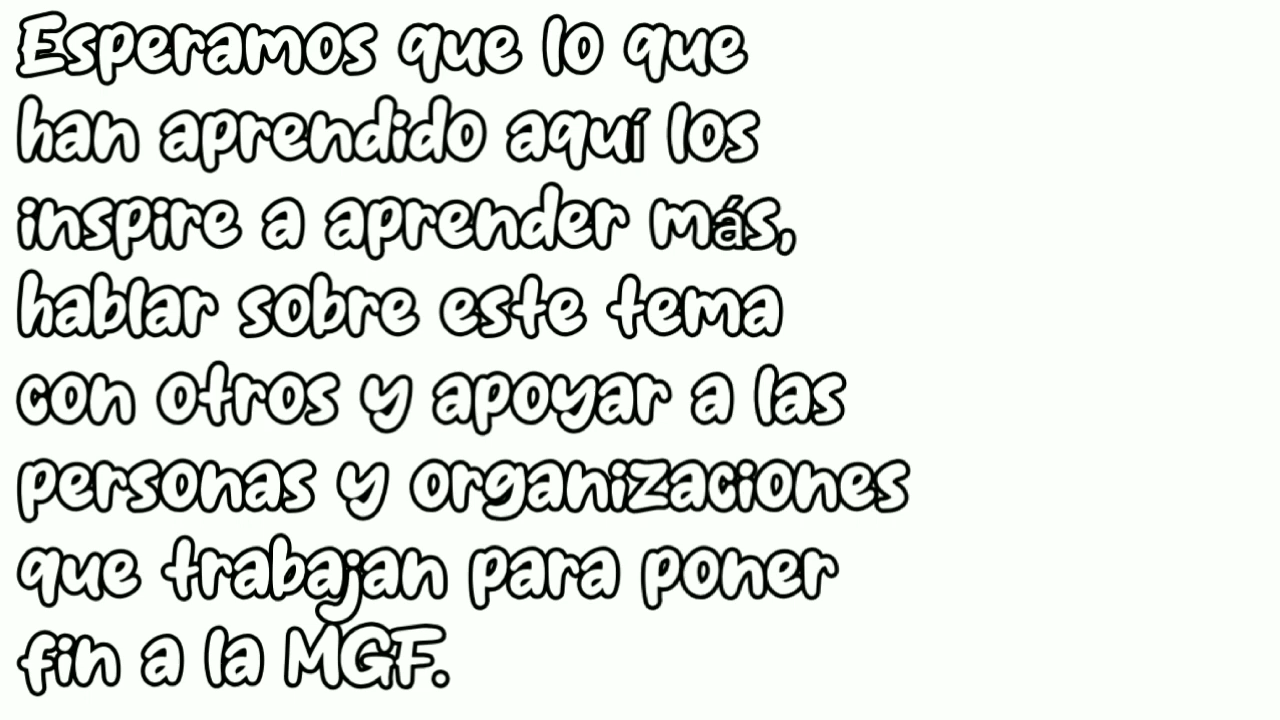 Esperamos que lo que
han aprendido aquí los
inspire a aprender más,
hablar sobre este tema
con otros y apoyar a las
personas y organizaciones
que trabajan para poner
fin a la MGF.